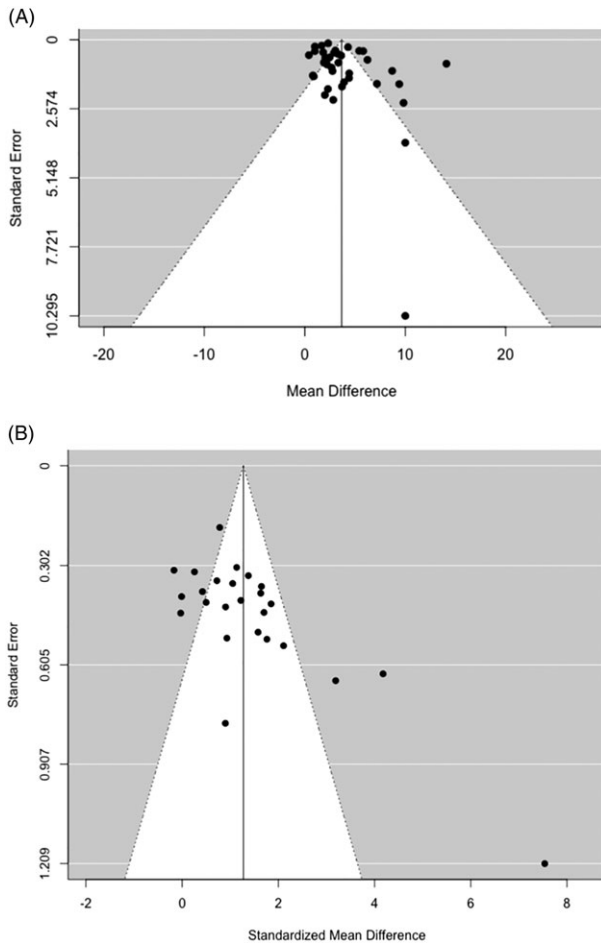 (A)
Standard Error
0
2.574
5.148
7.721
10.295
-20 -10 0 10 20
Mean Difference
(B)
Standard Error
0
0.302
0.605
0.907
1.209
-2 0 2 4 6 8
Standardized Mean Difference